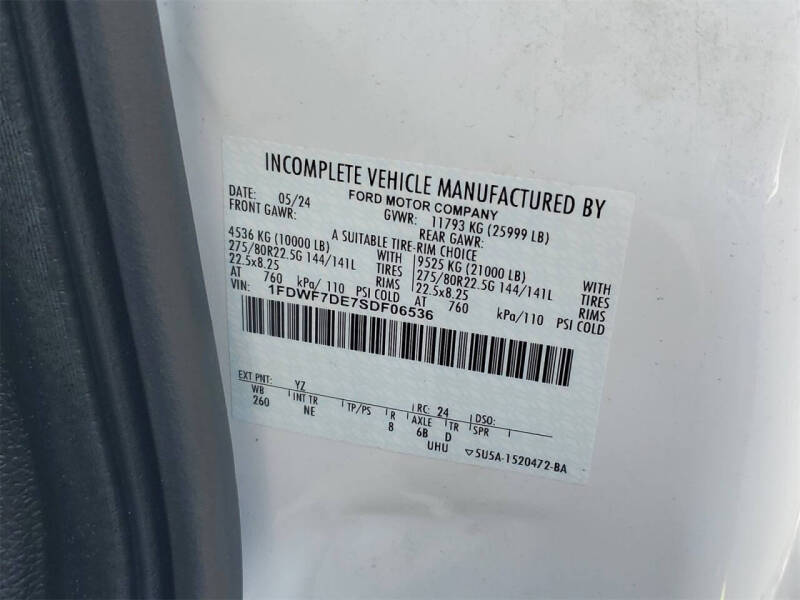 INCOMPLETE VEHICLE MANUFACTURED BY
FORD MOTOR COMPANY
DATE: 05/24 GVWR: 11793 KG (25999 LB)
FRONT GAWR: REAR GAWR:
A SUITABLE TIRE-RIM CHOICE
4536 KG (10000 LB) WITH 9525 KG (21000 LB) WITH
275/80R22.5G 144/141L TIRES 275/80R22.5G 144/141L TIRES
22.5x8.25 RIMS 22.5x8.25 RIMS
AT 760 kPa/ 110 PSI COLD AT 760 kPa/110 PSI COLD
VIN: 1FDWF7DE7SDF06536
EXT PNT: YZ RC: 24 DSO:
WB INT TR TP/PS R AXLE TR SPR
260 NE 8 6B D
UHU ▽SU5A-1520472-BA